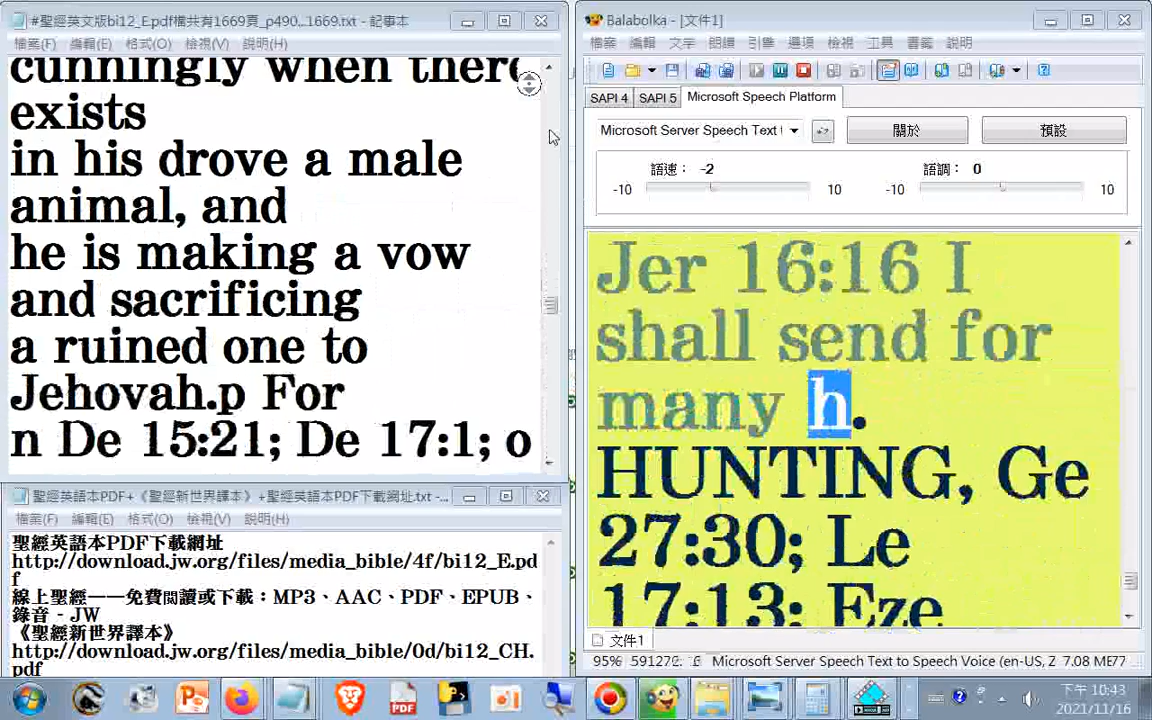 #聖經英文版bi12_E.pdf檔共有1669頁_p490,..1669.txt - 記事本
檔案(F) 編輯(E) 格式(O) 檢視(V) 說明(H)
cunningly when there
exists
in his drove a male
animal, and
he is making a vow
and sacrificing
a ruined one to
Jehovah.p For
n De 15:21; De 17:1; o
聖經英語本PDF+《聖經新世界譯本》+聖經英語本PDF下載網址.txt - ...
檔案(F) 編輯(E) 格式(O) 檢視(V) 說明(H)
聖經英語本PDF下載網址
http://download.jw.org/files/media_bible/4f/bi12_E.pd
f
線上聖經——免費閱讀或下載：MP3、AAC、PDF、EPUB、
錄音 - JW
《聖經新世界譯本》
http://download.jw.org/files/media_bible/0d/bi12_CH.
pdf
Balabolka - [文件1]
檔案 編輯 文字 朗讀 引擎 選項 檢視 工具 書籤 說明
SAPI 4 SAPI 5 Microsoft Speech Platform
Microsoft Server Speech Text 關於 預設
語速： -2 語調： 0
-10 10 -10 10
Jer 16:16 I
shall send for
many h.
HUNTING, Ge
27:30; Le
17:13; Eze
文件1
95% Microsoft Server Speech Text to Speech Voice (en-US, Z 7.08 ME
下午 10:43
2021/11/16